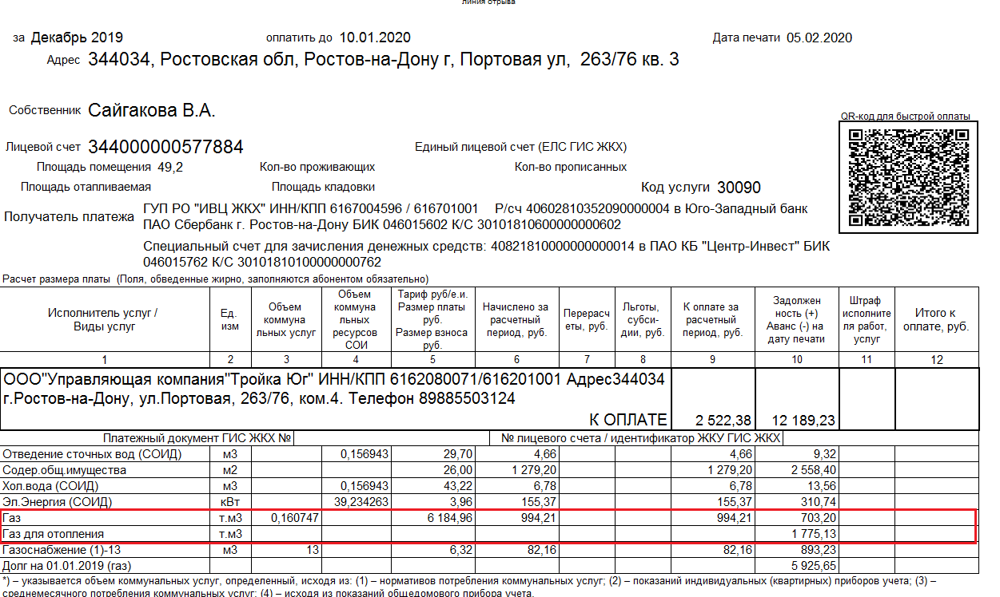 линия отрыва
за Декабрь 2019 оплатить до 10.01.2020 Дата печати 05.02.2020
Адрес 344034, Ростовская обл, Ростов-на-Дону г, Портовая ул, 263/76 кв. 3
Собственник Сайгакова В.А.
QR-код для быстрой оплаты
Лицевой счет 344000000577884 Единый лицевой счет (ЕЛС ГИС ЖКХ)
Площадь помещения 49,2 Кол-во проживающих Кол-во прописанных
Площадь отапливаемая Площадь кладовки Код услуги 30090
Получатель платежа ГУП РО "ИВЦ ЖКХ" ИНН/КПП 6167004596 / 616701001 Р/сч 40602810352090000004 в Юго-Западный банк
ПАО Сбербанк г. Ростов-на-Дону БИК 046015602 К/С 30101810600000000602
Специальный счет для зачисления денежных средств: 40821810000000000014 в ПАО КБ "Центр-Инвест" БИК
046015762 К/С 30101810100000000762
Расчет размера платы (Поля, обведенные жирно, заполняются абонентом обязательно)
Исполнитель услуг /
Виды услуг
Ед.
изм
Объем
коммуна
льных услуг
Объем
коммуна
льных
ресурсов
СОИ
Тариф руб/е.и.
Размер платы
руб.
Размер взноса
руб.
Начислено за
расчетный
период, руб.
Перерасч
еты, руб.
Льготы,
субси-
дии, руб.
К оплате за
расчетный
период, руб.
Задолжен
ность (+)
Аванс (-) на
дату печати
Штраф
исполните
ля работ,
услуг
Итого к
оплате, руб.
1 2 3 4 5 6 7 8 9 10 11 12
ООО"Управляющая компания"Тройка Юг" ИНН/КПП 6162080071/616201001 Адрес344034
г.Ростов-на-Дону, ул.Портовая, 263/76, ком.4. Телефон 89885503124
К ОПЛАТЕ 2 522,38 12 189,23
Платежный документ ГИС ЖКХ № № лицевого счета / идентификатор ЖКУ ГИС ЖКХ
Отведение сточных вод (СОИД) м3 0,156943 29,70 4,66 4,66 9,32
Содер.общ.имущества м2 26,00 1 279,20 1 279,20 2 558,40
Хол.вода (СОИД) м3 0,156943 43,22 6,78 6,78 13,56
Эл.Энергия (СОИД) кВт 39,234263 3,96 155,37 155,37 310,74
Газ т.м3 0,160747 6 184,96 994,21 994,21 703,20
Газ для отопления т.м3 1 775,13
Газоснабжение (1)-13 м3 13 6,32 82,16 82,16 893,23
Долг на 01.01.2019 (газ) 5 925,65
*) – указывается объем коммунальных услуг, определенный, исходя из: (1) – нормативов потребления коммунальных услуг; (2) – показаний индивидуальных (квартирных) приборов учета; (3) –
среднемесячного потребления коммунальных услуг; (4) – исходя из показаний общедомового прибора учета.